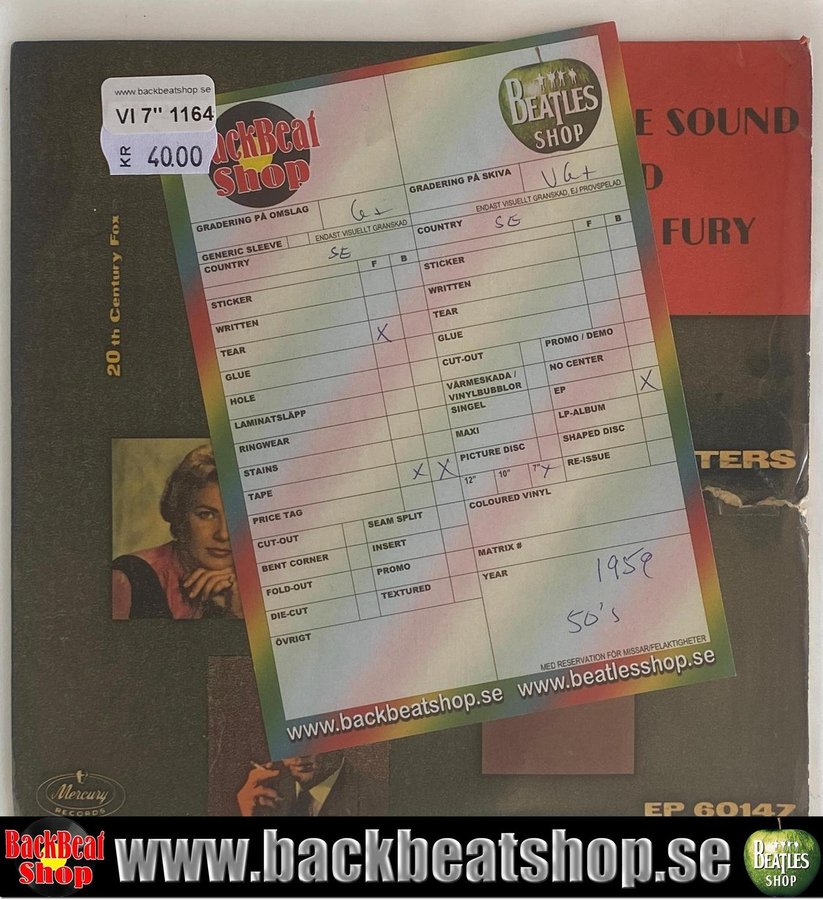 www.backbeatshop.se
VI 7" 1164
KR 40.00
BackBeat
Shop
BEATLES
SHOP
E SOUND
D
FURY
20th Century Fox
GRADERING PÅ OMSLAG G+
ENDAST VISUELLT GRANSKAD
GENERIC SLEEVE
COUNTRY SE
F B
STICKER
WRITTEN
TEAR X
GLUE
HOLE
LAMINATSLÄPP
RINGWEAR
STAINS
TAPE X X
PRICE TAG
CUT-OUT
BENT CORNER
FOLD-OUT
DIE-CUT
SEAM SPLIT
INSERT
PROMO
TEXTURED
ÖVRIGT
GRADERING PÅ SKIVA VG+
ENDAST VISUELLT GRANSKAD, EJ PROVSPELAD
COUNTRY SE
F B
STICKER
WRITTEN
TEAR
GLUE
CUT-OUT
VÄRMESKADA /
VINYLBUBBLOR
SINGEL
MAXI
PICTURE DISC
PROMO / DEMO
NO CENTER
EP X
LP-ALBUM
SHAPED DISC
RE-ISSUE
12" 10" 7" X
COLOURED VINYL
MATRIX #
YEAR 1959
50's
MED RESERVATION FÖR MISSAR/FELAKTIGHETER
www.backbeatshop.se www.beatlesshop.se
TERS
Mercury
RECORDS
EP 60147
BackBeat
Shop
www.backbeatshop.se
BEATLES
SHOP